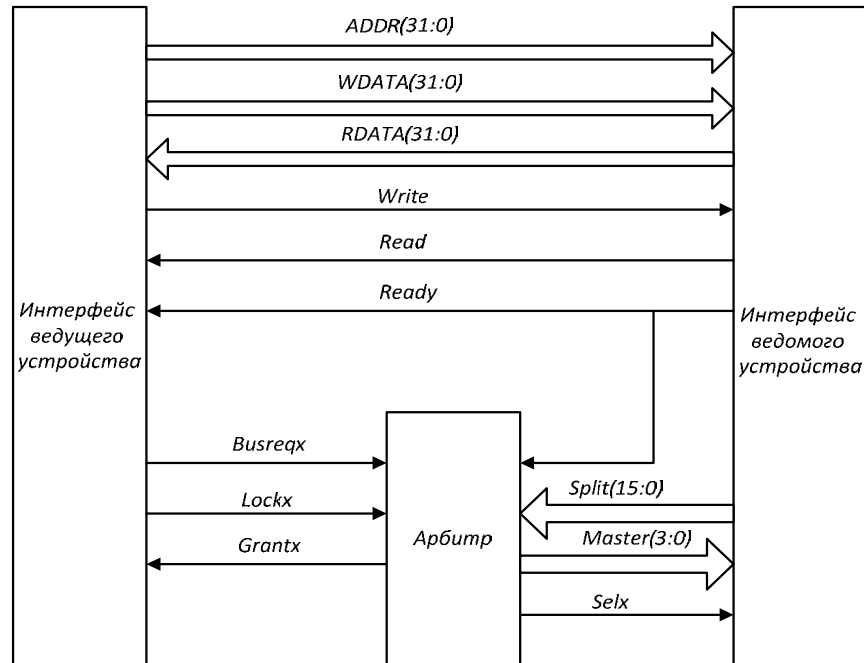 ADDR(31:0)
WDATA(31:0)
RDATA(31:0)
Write
Read
Ready
Интерфейс
ведущего
устройства
Интерфейс
ведомого
устройства
Busreqx
Lockx
Grantx
Арбитр
Split(15:0)
Master(3:0)
Selx